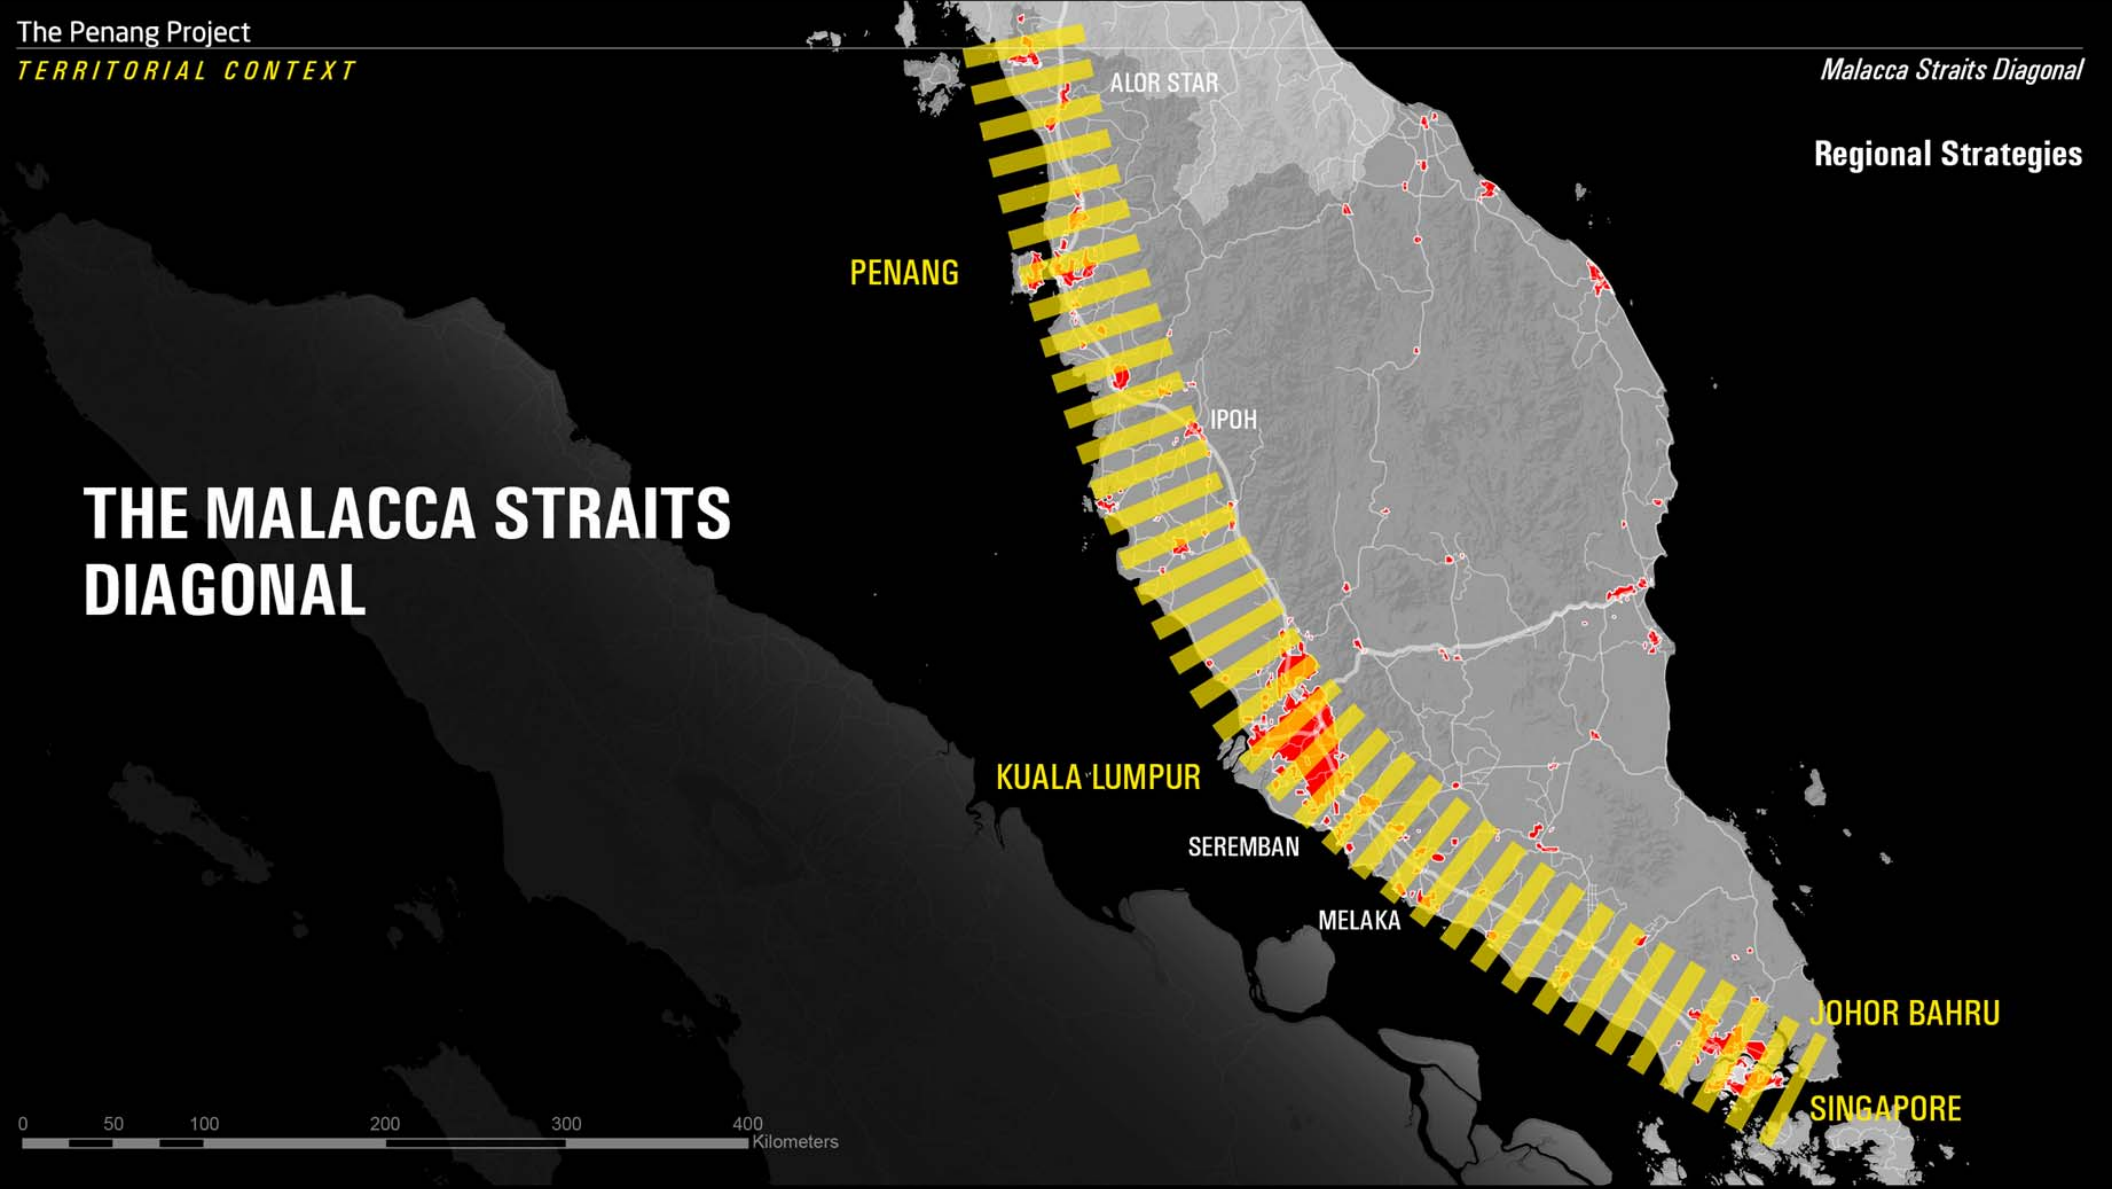 The Penang Project
TERRITORIAL CONTEXT
Malacca Straits Diagonal
Regional Strategies
ALOR STAR
PENANG
IPOH
THE MALACCA STRAITS
DIAGONAL
KUALA LUMPUR
SEREMBAN
MELAKA
JOHOR BAHRU
SINGAPORE
0 50 100 200 300 400
Kilometers